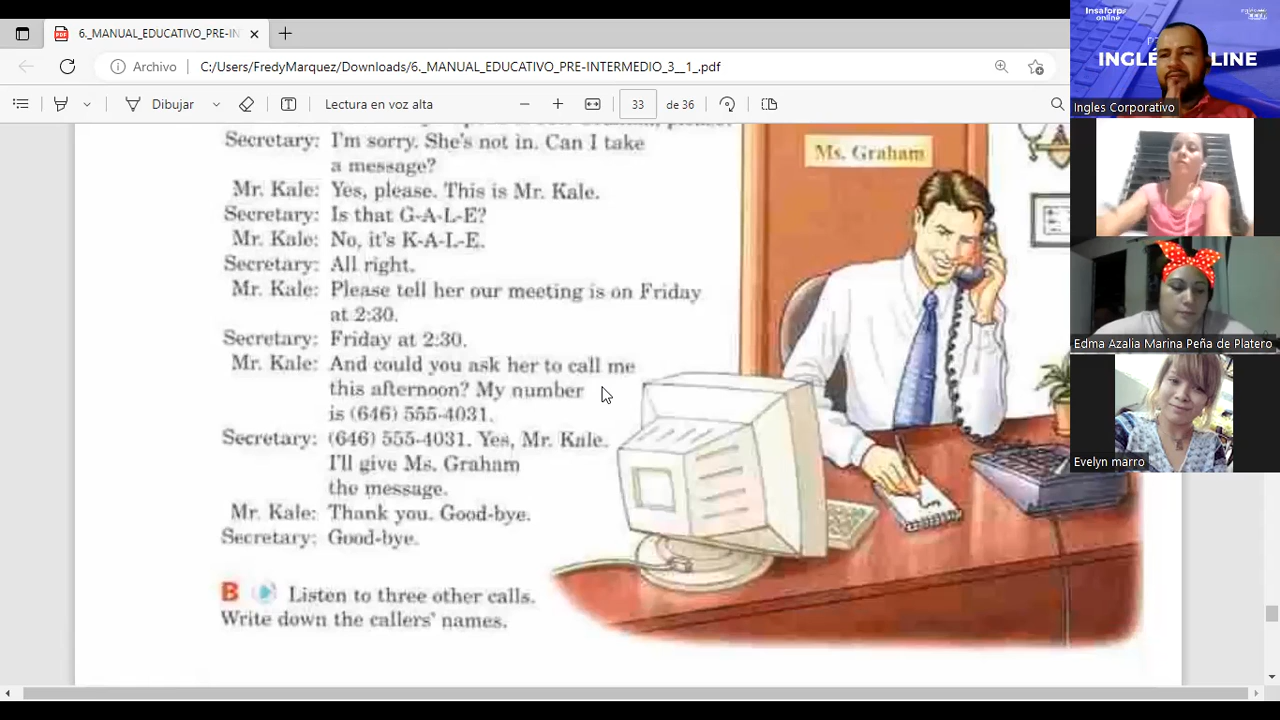 6._MANUAL_EDUCATIVO_PRE-IN
Archivo
C:/Users/FredyMarquez/Downloads/6._MANUAL_EDUCATIVO_PRE-INTERMEDIO_3__1_.pdf
Dibujar
Lectura en voz alta
33
de 36
Secretary: I'm sorry. She's not in. Can I take
a message?
Mr. Kale: Yes, please. This is Mr. Kale.
Secretary: Is that G-A-L-E?
Mr. Kale: No, it's K-A-L-E.
Secretary: All right.
Mr. Kale: Please tell her our meeting is on Friday
at 2:30.
Secretary: Friday at 2:30.
Mr. Kale: And could you ask her to call me
this afternoon? My number
is (646) 555-4031.
Secretary: (646) 555-4031. Yes, Mr. Kale.
I'll give Ms. Graham
the message.
Mr. Kale: Thank you. Good-bye.
Secretary: Good-bye.
B Listen to three other calls.
Write down the callers' names.
Ms. Graham
Insaforp
online
INGLÉ
LINE
Ingles Corporativo
Edma Azalia Marina Peña de Platero
Evelyn marro